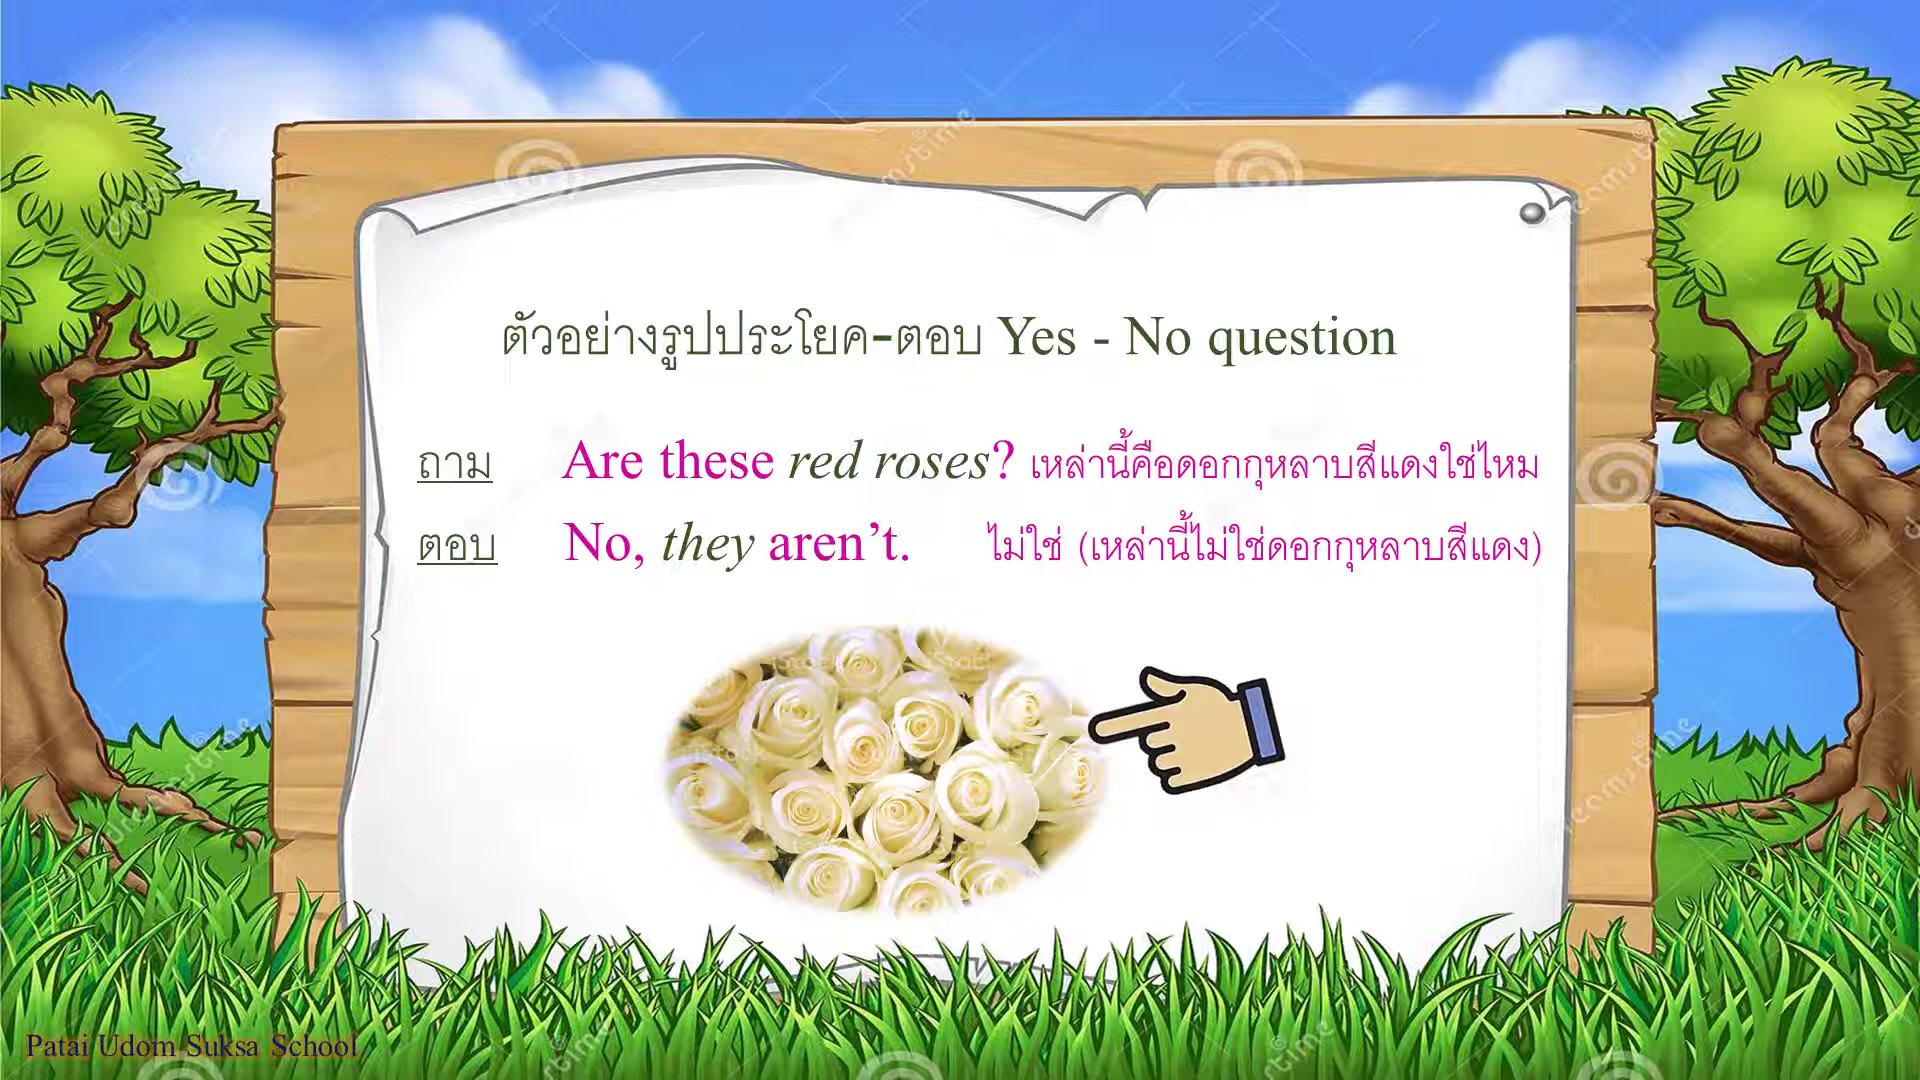 ตัวอย่างรูปประโยค-ตอบ Yes - No question
ถาม Are these red roses? เหล่านี้คือดอกกุหลาบสีแดงใช่ไหม
ตอบ No, they aren’t. ไม่ใช่ (เหล่านี้ไม่ใช่ดอกกุหลาบสีแดง)
Patai Udom Suksa School